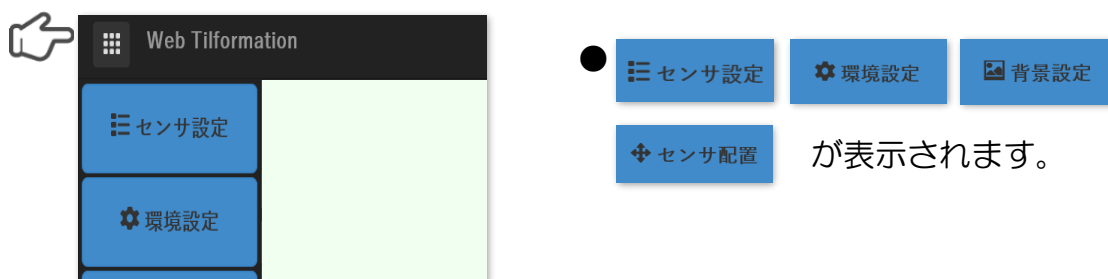 Web Tilformation
センサ設定
環境設定
● センサ設定 環境設定 背景設定
センサ配置 が表示されます。